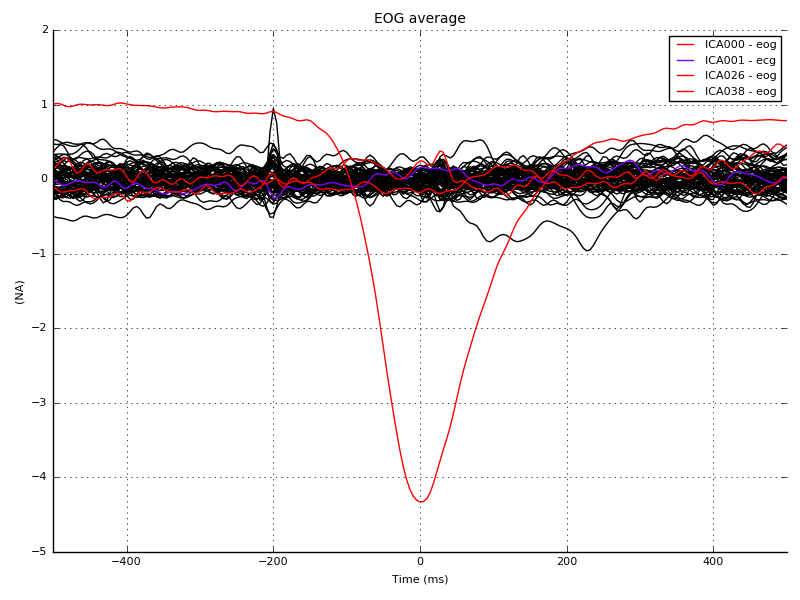 EOG average
ICA000 - eog
ICA001 - ecg
ICA026 - eog
ICA038 - eog
2
1
0
−1
−2
−3
−4
−5
(NA)
−400 −200 0 200 400
Time (ms)